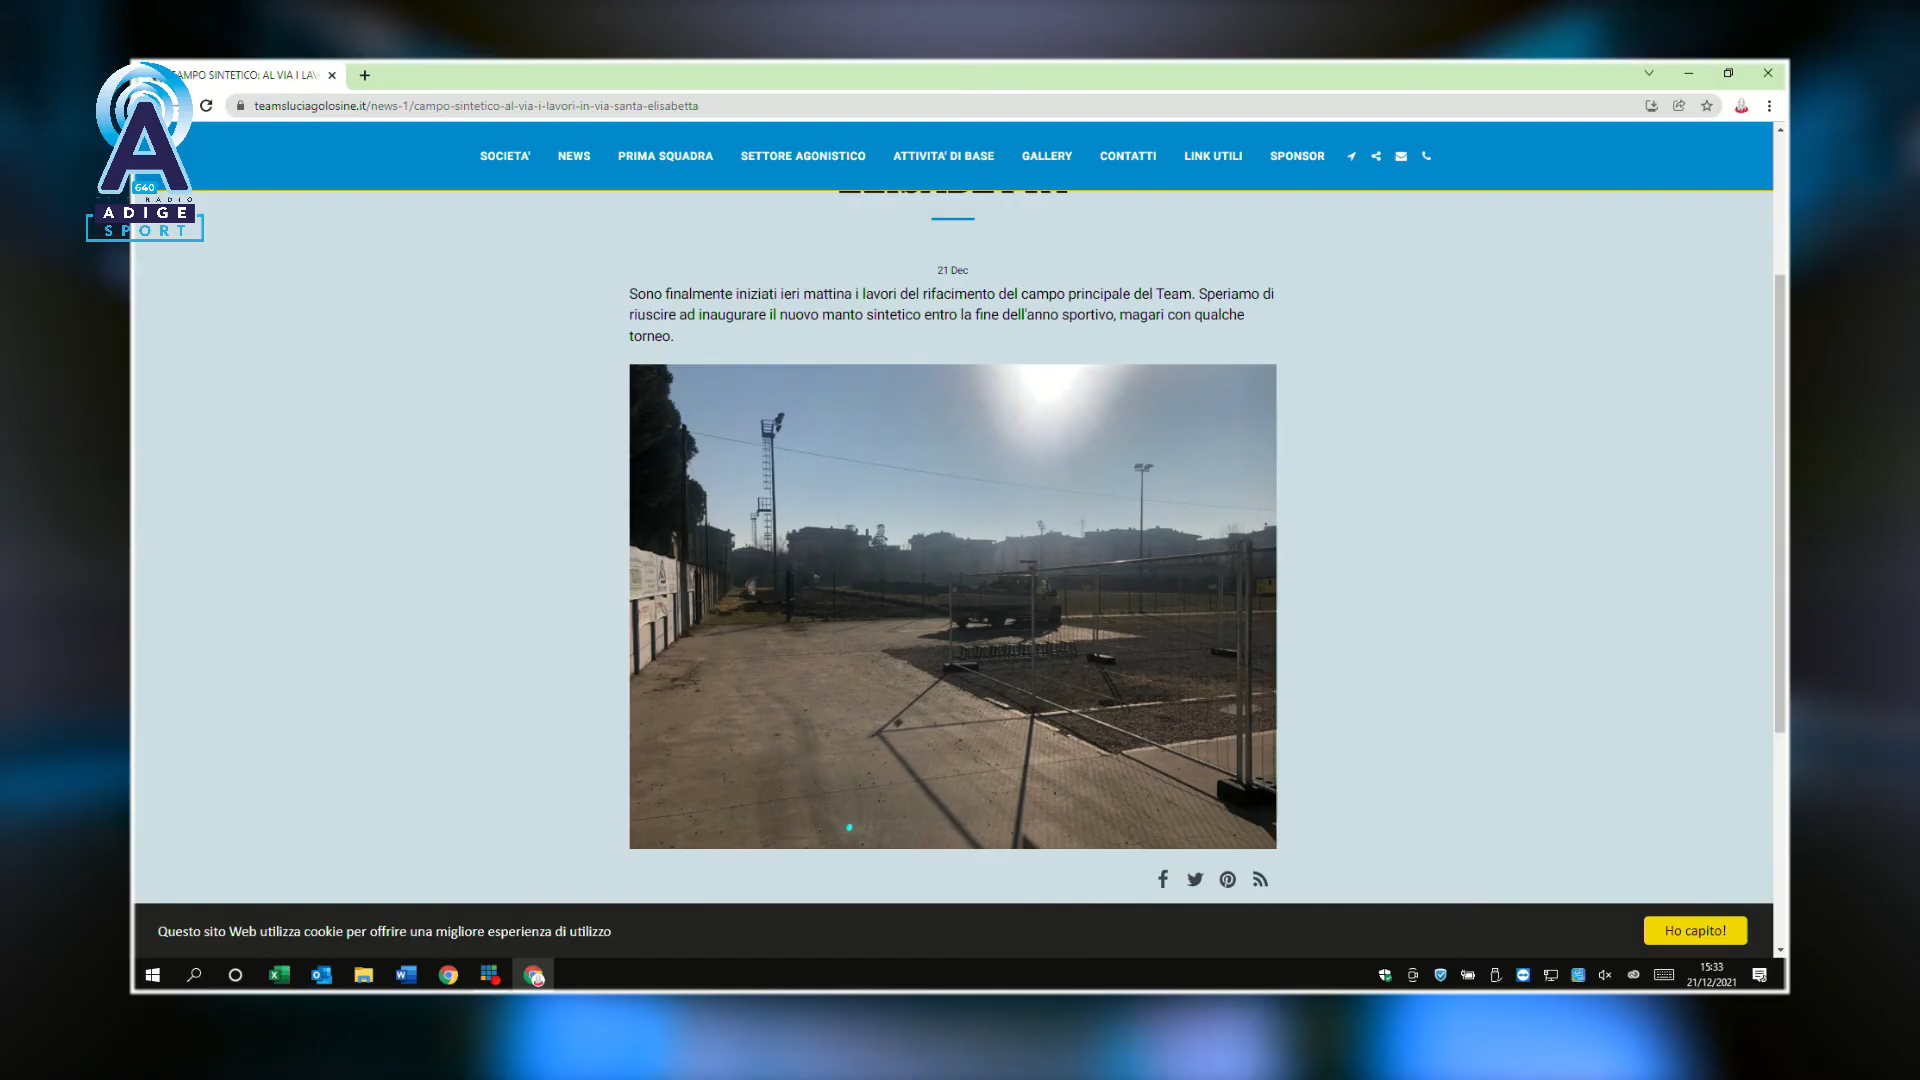 CAMPO SINTETICO: AL VIA I LAV
teamsluciagolosine.it/news-1/campo-sintetico-al-via-i-lavori-in-via-santa-elisabetta
SOCIETA' NEWS PRIMA SQUADRA SETTORE AGONISTICO ATTIVITA' DI BASE GALLERY CONTATTI LINK UTILI SPONSOR
A
640
RADIO
ADIGE
SPORT
21 Dec
Sono finalmente iniziati ieri mattina i lavori del rifacimento del campo principale del Team. Speriamo di
riuscire ad inaugurare il nuovo manto sintetico entro la fine dell'anno sportivo, magari con qualche
torneo.
Questo sito Web utilizza cookie per offrire una migliore esperienza di utilizzo
Ho capito!
15:33
21/12/2021